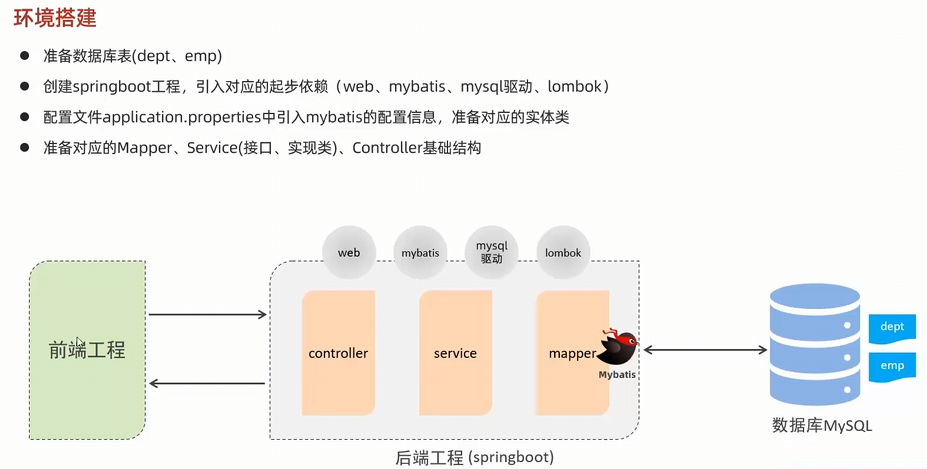 环境搭建
● 准备数据库表(dept、emp)
● 创建springboot工程，引入对应的起步依赖（web、mybatis、mysql驱动、lombok）
● 配置文件application.properties中引入mybatis的配置信息，准备对应的实体类
● 准备对应的Mapper、Service(接口、实现类)、Controller基础结构
web
mybatis
mysql
驱动
lombok
前端工程
controller
service
mapper
Mybatis
dept
emp
数据库MySQL
后端工程 (springboot)